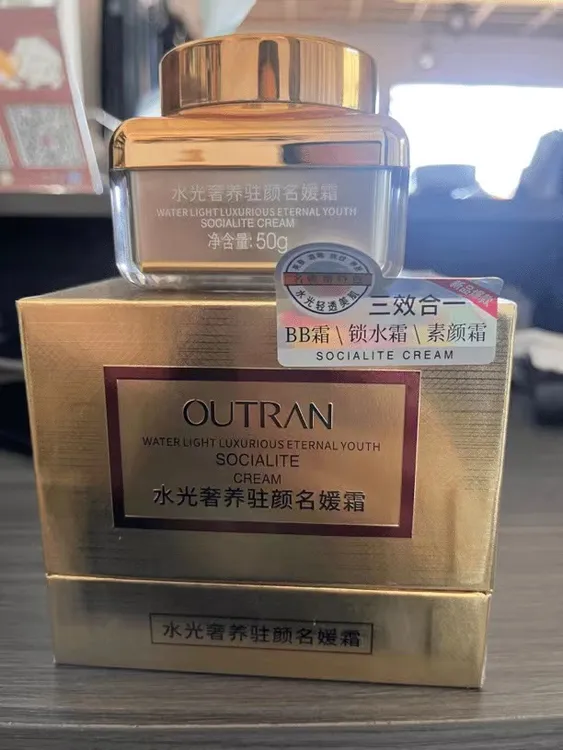 水光奢养驻颜名媛霜
WATER LIGHT LUXURIOUS ETERNAL YOUTH
SOCIALITE CREAM
净含量: 50g
水光轻透美肌
三效合一
BB霜 \ 锁水霜 \ 素颜霜
SOCIALITE CREAM
OUTRAN
WATER LIGHT LUXURIOUS ETERNAL YOUTH
SOCIALITE
CREAM
水光奢养驻颜名媛霜
水光奢养驻颜名媛霜